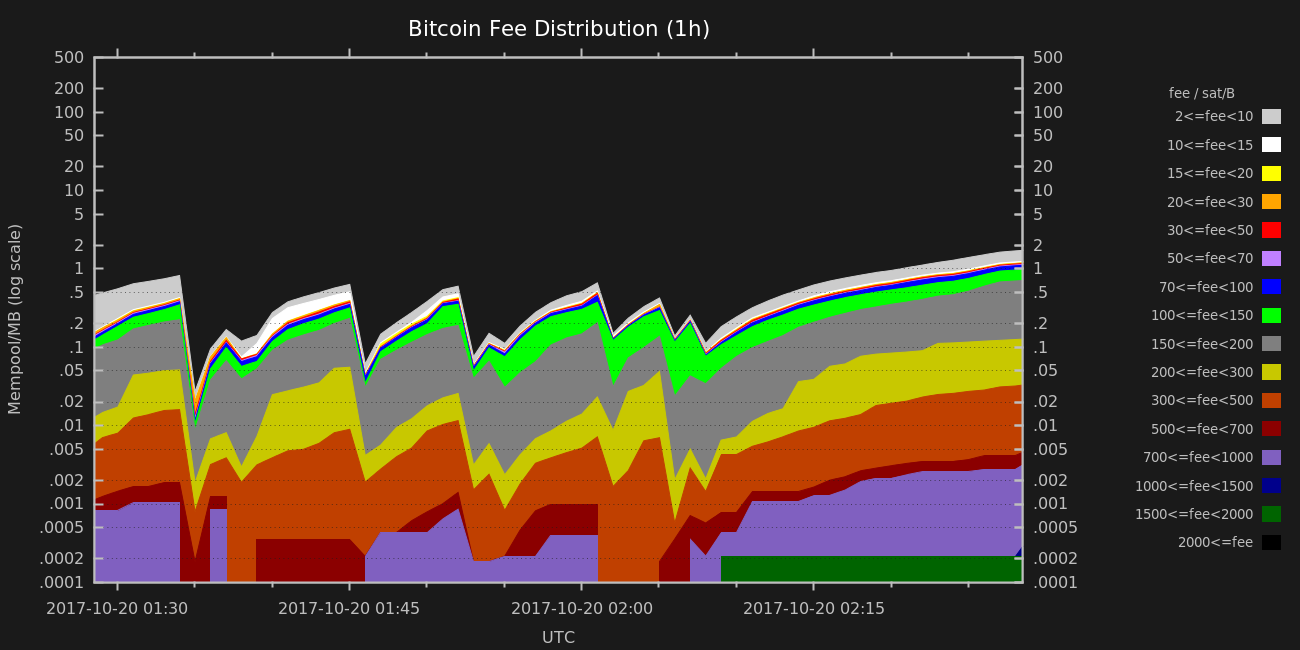 Bitcoin Fee Distribution (1h)
500
200
100
50
20
10
5
2
1
.5
.2
.1
.05
.02
.01
.005
.002
.001
.0005
.0002
.0001
Mempool/MB (log scale)
500
200
100
50
20
10
5
2
1
.5
.2
.1
.05
.02
.01
.005
.002
.001
.0005
.0002
.0001
2017-10-20 01:30
2017-10-20 01:45
2017-10-20 02:00
2017-10-20 02:15
UTC
fee / sat/B
2<=fee<10
10<=fee<15
15<=fee<20
20<=fee<30
30<=fee<50
50<=fee<70
70<=fee<100
100<=fee<150
150<=fee<200
200<=fee<300
300<=fee<500
500<=fee<700
700<=fee<1000
1000<=fee<1500
1500<=fee<2000
2000<=fee